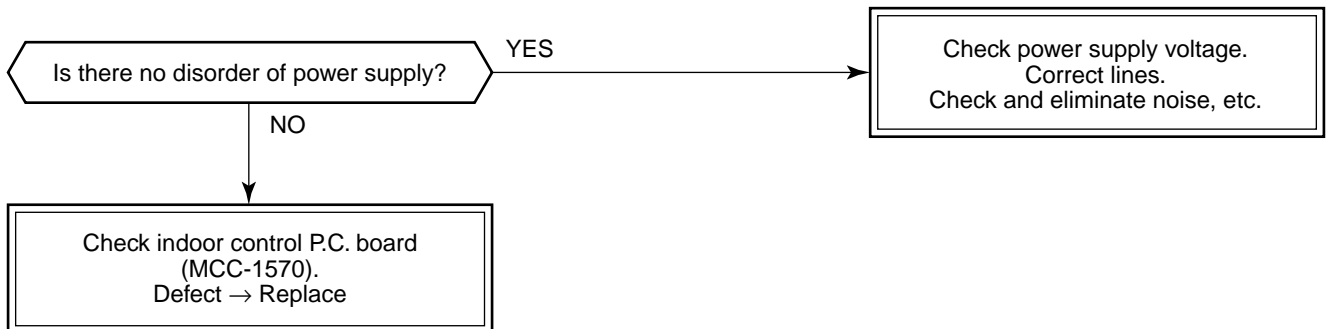 Is there no disorder of power supply?
YES
Check power supply voltage.
Correct lines.
Check and eliminate noise, etc.
NO
Check indoor control P.C. board
(MCC-1570).
Defect → Replace